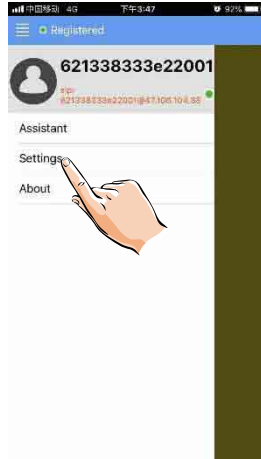 中国移动 4G 下午3:47 92%
Registered
621338333e22001
sip:
621338333e22001@47.106.104.88
Assistant
Settings
About